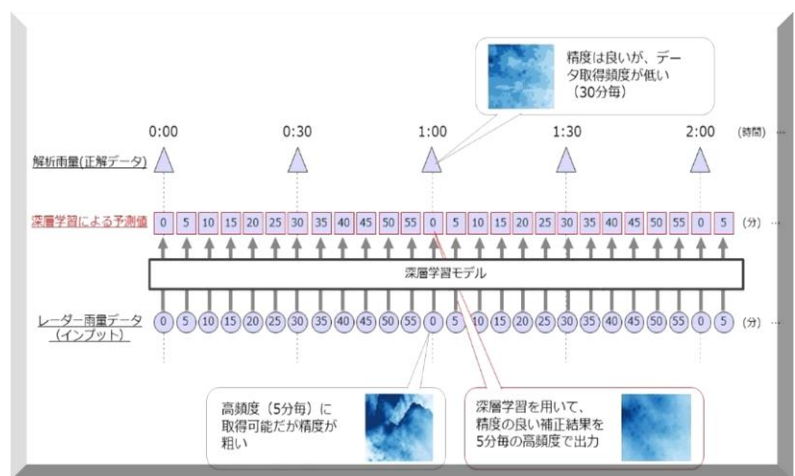 精度は良いが、デー
タ取得頻度が低い
（30分毎）
0:00 0:30 1:00 1:30 2:00 (時間) ...
解析雨量(正解データ)
深層学習による予測値 0 5 10 15 20 25 30 35 40 45 50 55 0 5 10 15 20 25 30 35 40 45 50 55 0 5 (分) ...
深層学習モデル
レーダー雨量データ 0 5 10 15 20 25 30 35 40 45 50 55 0 5 10 15 20 25 30 35 40 45 50 55 0 5 (分) ...
（インプット）
高頻度（5分毎）に
取得可能だが精度が
粗い
深層学習を用いて、
精度の良い補正結果を
5分毎の高頻度で出力